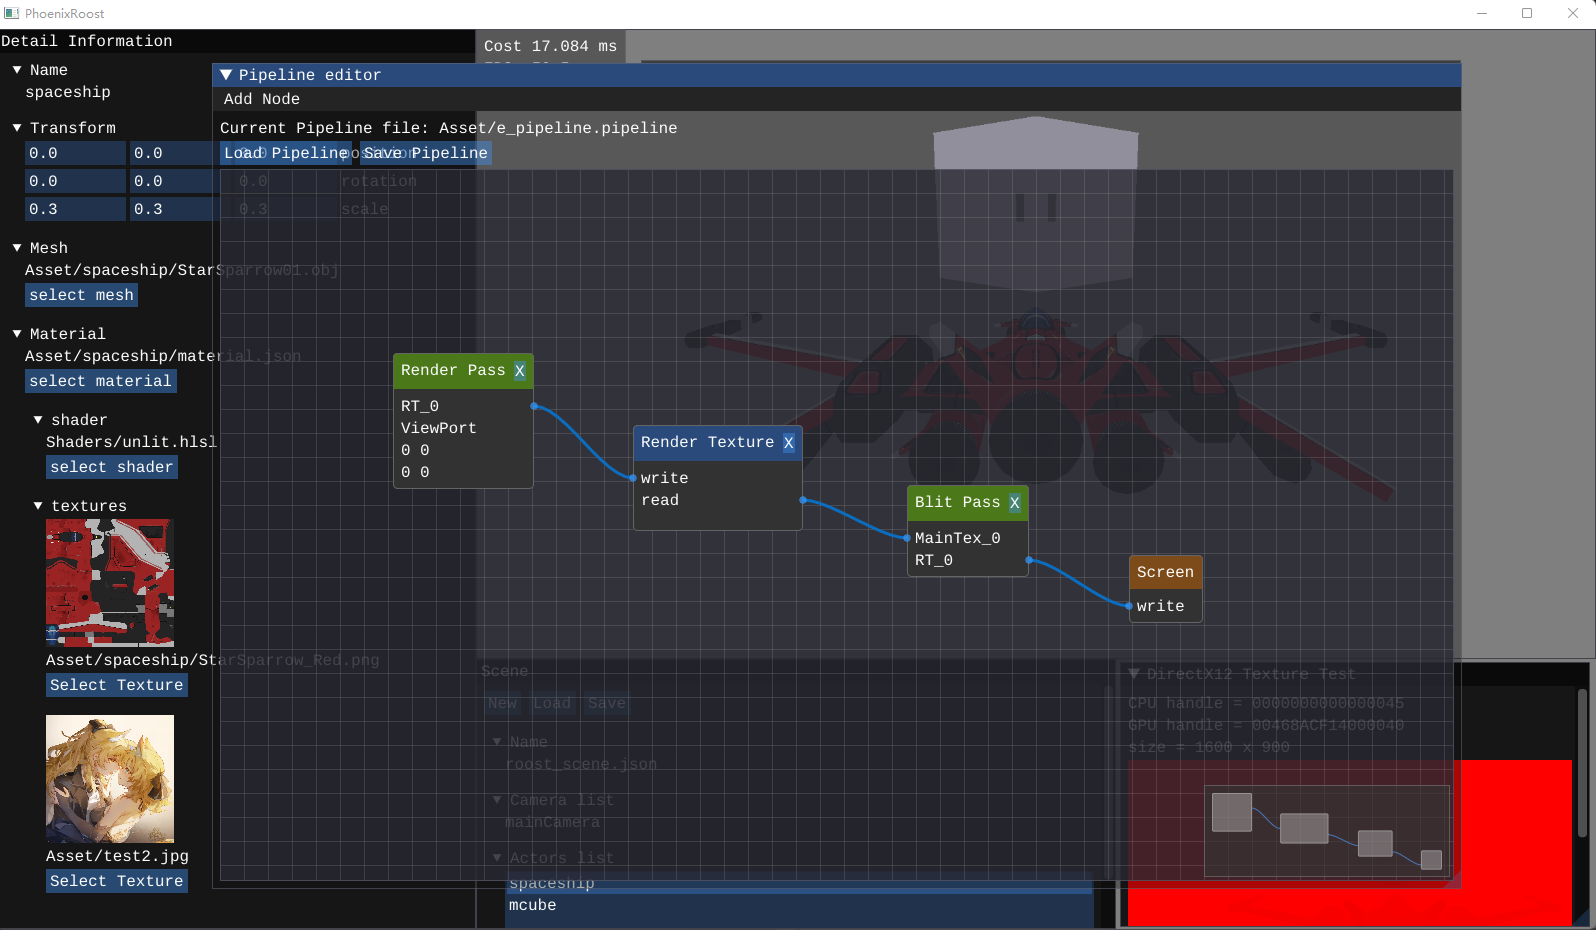 PhoenixRoost
Detail Information
Name
spaceship
Transform
0.0 0.0 0.0 position
0.0 0.0 0.0 rotation
0.3 0.3 0.3 scale
Mesh
Asset/spaceship/StarSparrow01.obj
select mesh
Material
Asset/spaceship/material.json
select material
shader
Shaders/unlit.hlsl
select shader
textures
Asset/spaceship/StarSparrow_Red.png
Select Texture
Asset/test2.jpg
Select Texture
Cost 17.084 ms
Pipeline editor
Add Node
Current Pipeline file: Asset/e_pipeline.pipeline
Load Pipeline Save Pipeline
Render Pass X
RT_0
ViewPort
0 0
0 0
Render Texture X
write
read
Blit Pass X
MainTex_0
RT_0
Screen
write
Scene
New Load Save
Name
roost_scene.json
Camera list
mainCamera
Actors list
spaceship
mcube
DirectX12 Texture Test
CPU handle = 0000000000000045
GPU handle = 00468ACF14000040
size = 1600 x 900